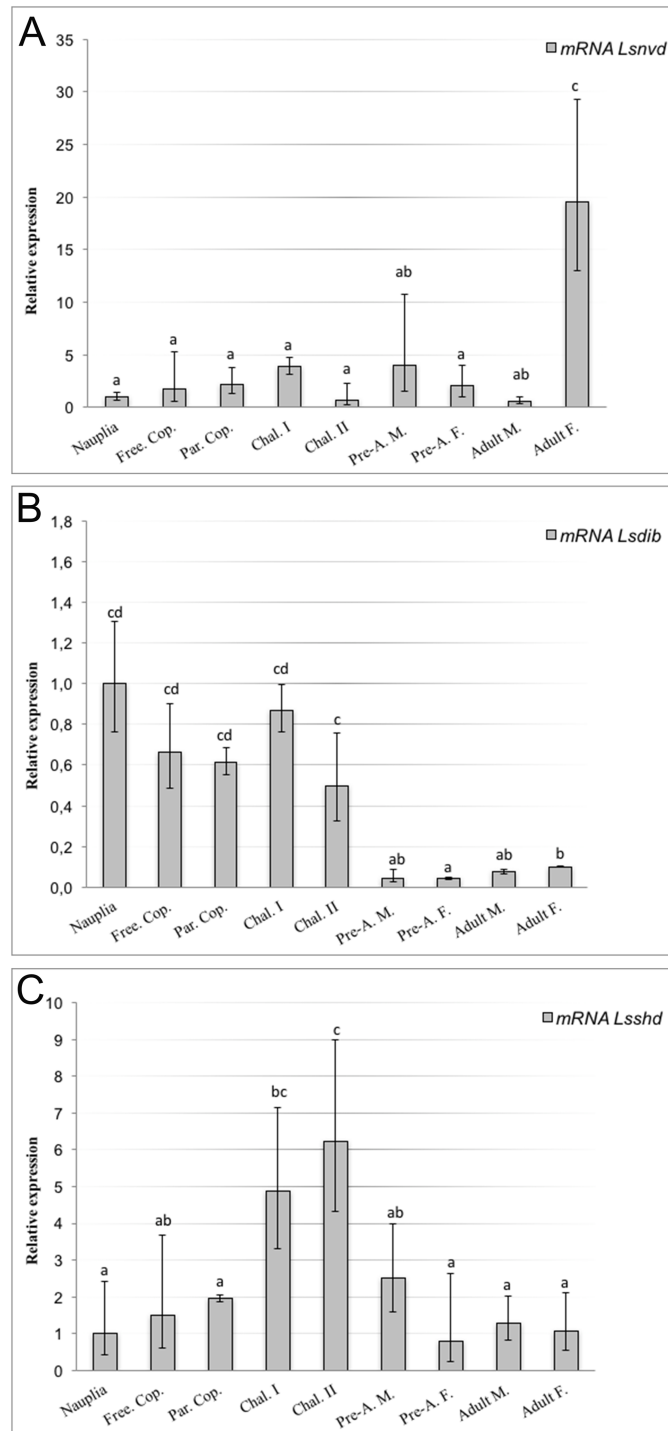 A
mRNA Lsnvd
Relative expression
35
30
25
20
15
10
5
0
a
a
a
a
a
ab
a
ab
c
Nauplia
Free. Cop.
Par. Cop.
Chal. I
Chal. II
Pre-A. M.
Pre-A. F.
Adult M.
Adult F.
B
mRNA Lsdib
Relative expression
1,8
1,6
1,4
1,2
1,0
0,8
0,6
0,4
0,2
0,0
cd
cd
cd
cd
c
ab
a
ab
b
Nauplia
Free. Cop.
Par. Cop.
Chal. I
Chal. II
Pre-A. M.
Pre-A. F.
Adult M.
Adult F.
C
mRNA Lsshd
Relative expression
10
9
8
7
6
5
4
3
2
1
0
a
ab
a
bc
c
ab
a
a
a
Nauplia
Free. Cop.
Par. Cop.
Chal. I
Chal. II
Pre-A. M.
Pre-A. F.
Adult M.
Adult F.